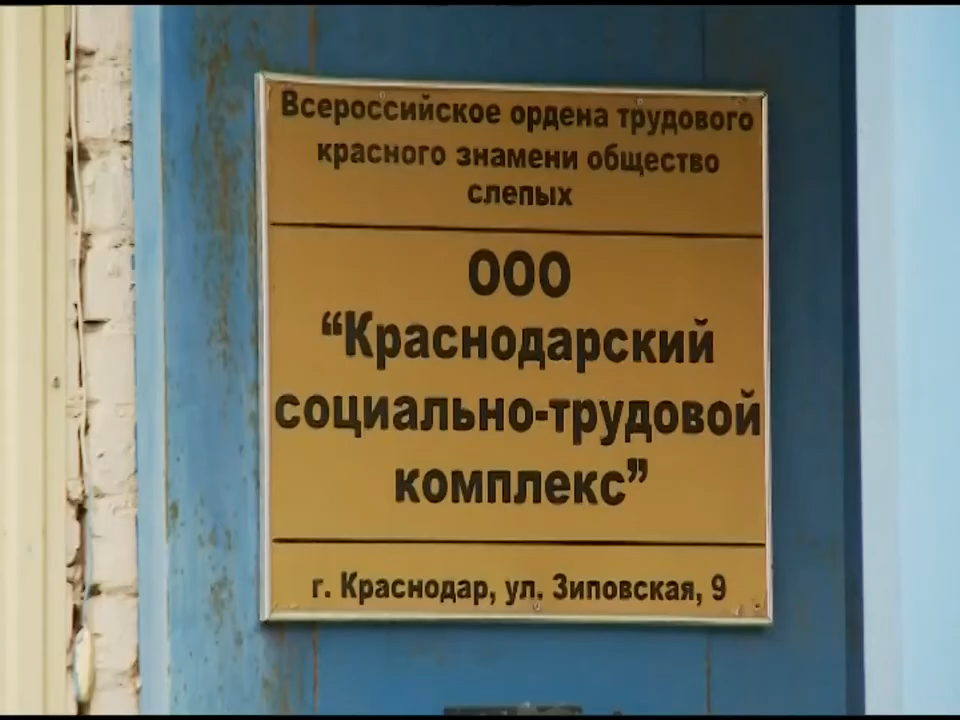 Всероссийское ордена трудового
красного знамени общество
слепых
ООО
“Краснодарский
социально-трудовой
комплекс”
г. Краснодар, ул. Зиповская, 9